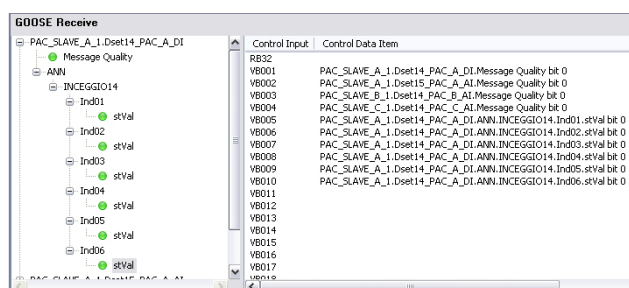 GOOSE Receive
PAC_SLAVE_A_1.Dset14_PAC_A_DI
Message Quality
ANN
INCEGGIO14
Ind01
stVal
Ind02
stVal
Ind03
stVal
Ind04
stVal
Ind05
stVal
Ind06
stVal
PAC_SLAVE_A_1.Dset15_PAC_A_AI
Control Input Control Data Item
RB32
VB001 PAC_SLAVE_A_1.Dset14_PAC_A_DI.Message Quality bit 0
VB002 PAC_SLAVE_A_1.Dset15_PAC_A_AI.Message Quality bit 0
VB003 PAC_SLAVE_B_1.Dset14_PAC_B_AI.Message Quality bit 0
VB004 PAC_SLAVE_C_1.Dset14_PAC_C_AI.Message Quality bit 0
VB005 PAC_SLAVE_A_1.Dset14_PAC_A_DI.ANN.INCEGGIO14.Ind01.stVal bit 0
VB006 PAC_SLAVE_A_1.Dset14_PAC_A_DI.ANN.INCEGGIO14.Ind02.stVal bit 0
VB007 PAC_SLAVE_A_1.Dset14_PAC_A_DI.ANN.INCEGGIO14.Ind03.stVal bit 0
VB008 PAC_SLAVE_A_1.Dset14_PAC_A_DI.ANN.INCEGGIO14.Ind04.stVal bit 0
VB009 PAC_SLAVE_A_1.Dset14_PAC_A_DI.ANN.INCEGGIO14.Ind05.stVal bit 0
VB010 PAC_SLAVE_A_1.Dset14_PAC_A_DI.ANN.INCEGGIO14.Ind06.stVal bit 0
VB011
VB012
VB013
VB014
VB015
VB016
VB017
VB018